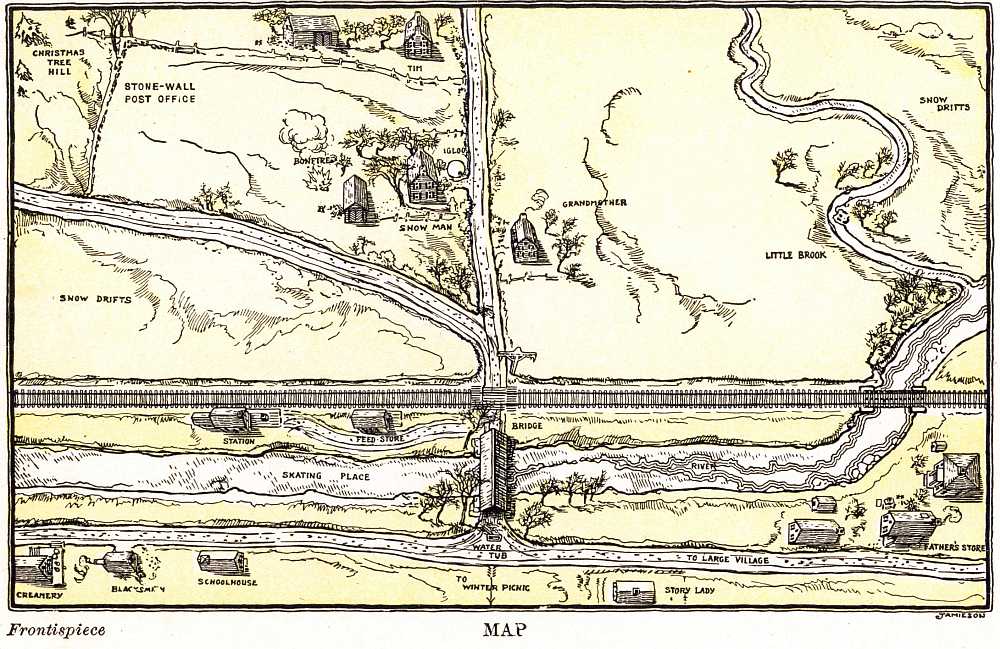 CHRISTMAS
TREE
HILL
TIM
STONE-WALL
POST OFFICE
SNOW
DRIFTS
BONFIRE
IGLOO
SNOW MAN
GRANDMOTHER
LITTLE BROOK
SNOW DRIFTS
STATION
FEED-STORE
BRIDGE
SKATING PLACE
RIVER
WATER
TUB
FATHER'S STORE
TO LARGE VILLAGE
CREAMERY
BLACKSMITH
SCHOOLHOUSE
TO
WINTER PICNIC
STORY LADY
JAMIESON
Frontispiece
MAP